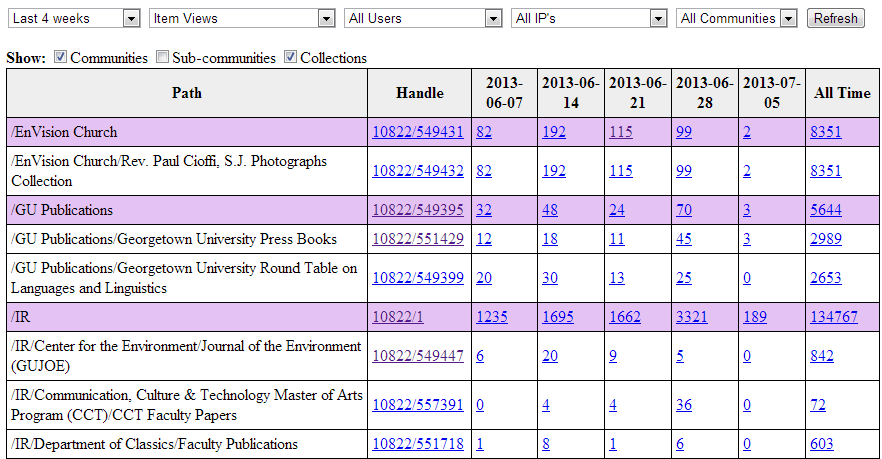 Last 4 weeks Item Views All Users All IP's All Communities Refresh
Show: Communities Sub-communities Collections
Path Handle 2013-06-07 2013-06-14 2013-06-21 2013-06-28 2013-07-05 All Time
/EnVision Church 10822/549431 82 192 115 99 2 8351
/EnVision Church/Rev. Paul Cioffi, S.J. Photographs
Collection 10822/549432 82 192 115 99 2 8351
/GU Publications 10822/549395 32 48 24 70 3 5644
/GU Publications/Georgetown University Press Books 10822/551429 12 18 11 45 3 2989
/GU Publications/Georgetown University Round Table on
Languages and Linguistics 10822/549399 20 30 13 25 0 2653
/IR 10822/1 1235 1695 1662 3321 189 134767
/IR/Center for the Environment/Journal of the Environment
(GUJOE) 10822/549447 6 20 9 5 0 842
/IR/Communication, Culture & Technology Master of Arts
Program (CCT)/CCT Faculty Papers 10822/557391 0 4 4 36 0 72
/IR/Department of Classics/Faculty Publications 10822/551718 1 8 1 6 0 603